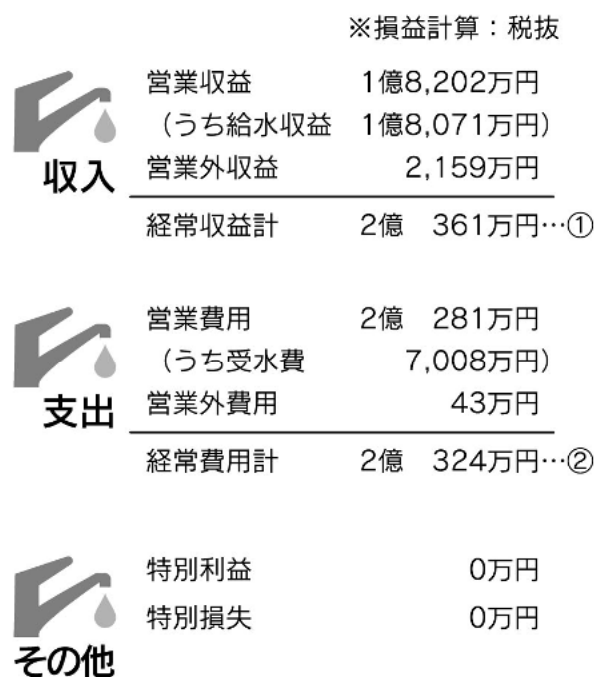 ※損益計算：税抜
営業収益 1億8,202万円
（うち給水収益 1億8,071万円）
収入 営業外収益 2,159万円
経常収益計 2億 361万円…①
営業費用 2億 281万円
（うち受水費 7,008万円）
支出 営業外費用 43万円
経常費用計 2億 324万円…②
特別利益 0万円
特別損失 0万円
その他